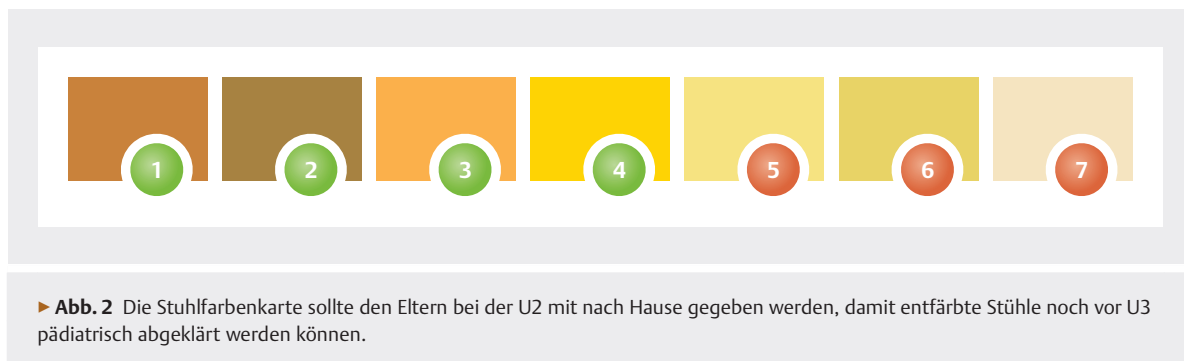 1 2 3 4 5 6 7
▶ Abb. 2 Die Stuhlfarbenkarte sollte den Eltern bei der U2 mit nach Hause gegeben werden, damit entfärbte Stühle noch vor U3
pädiatrisch abgeklärt werden können.